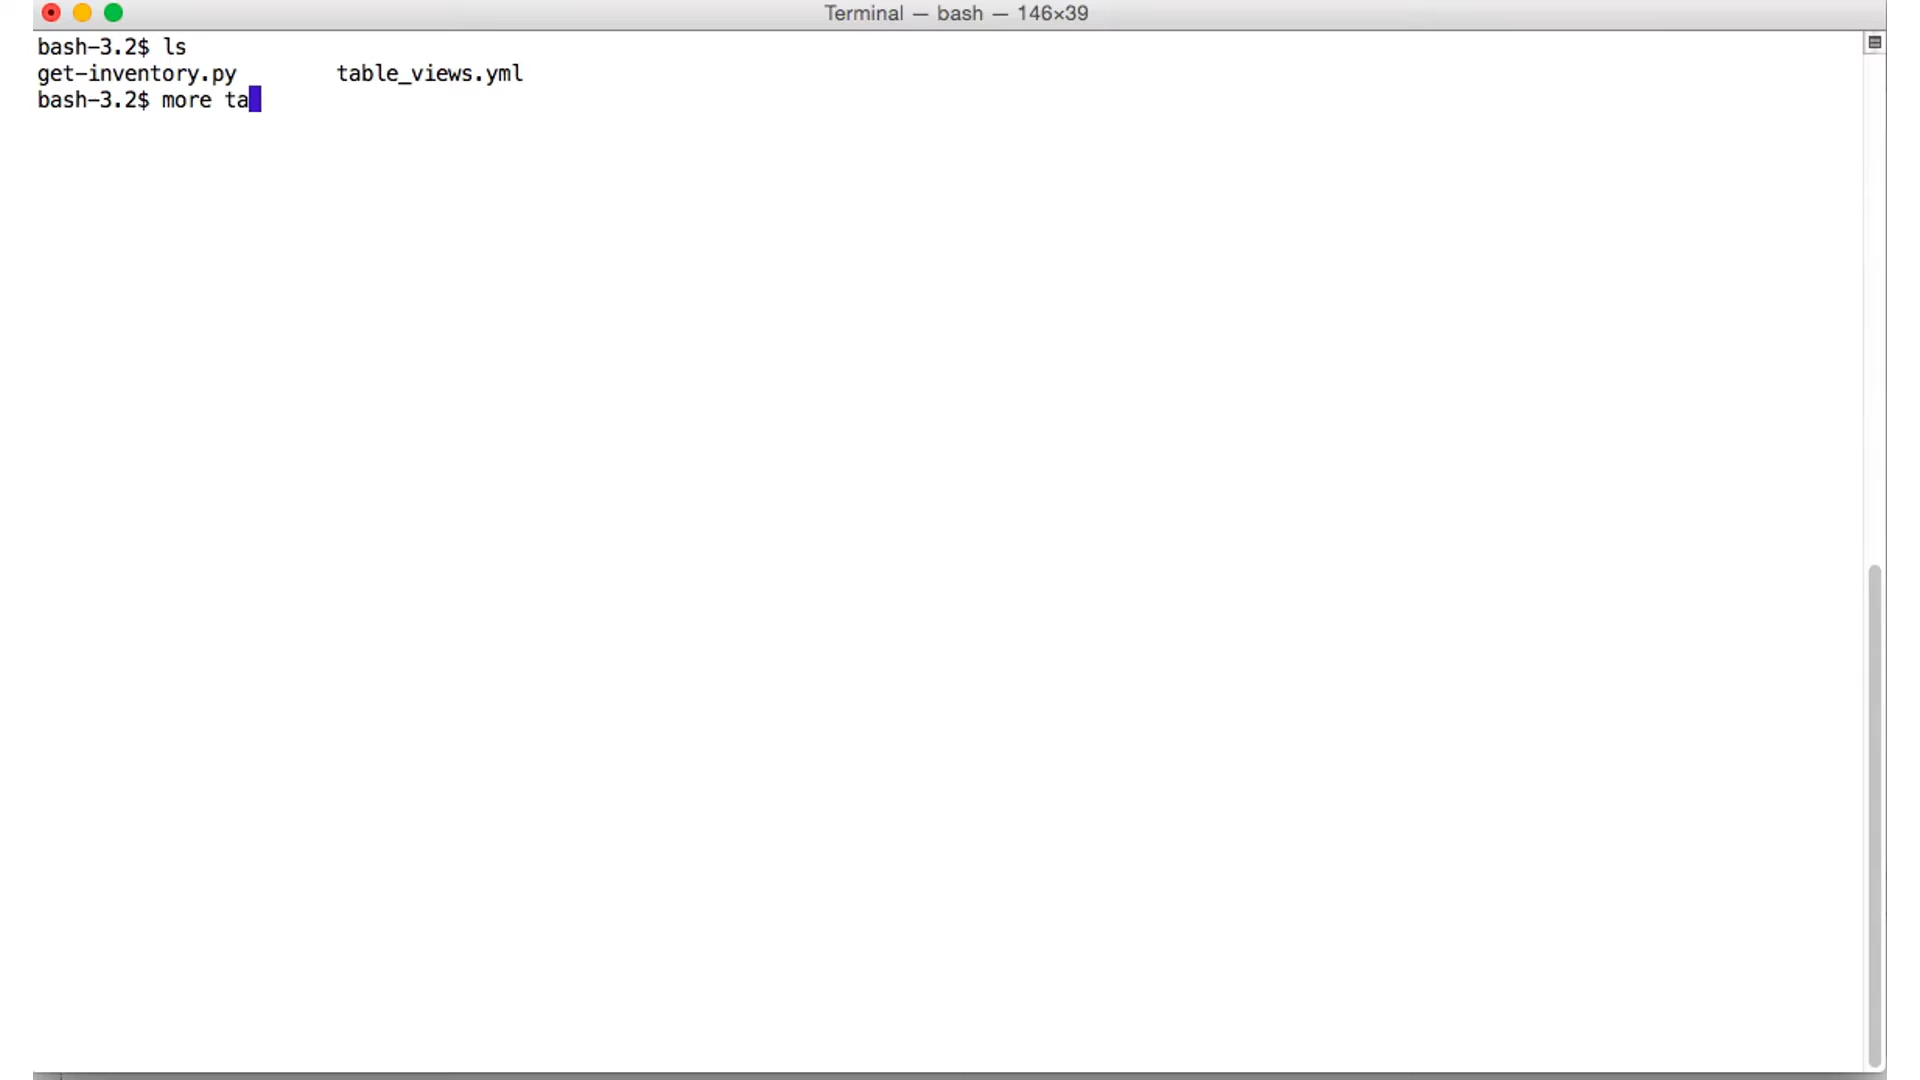 Terminal — bash — 146×39
bash-3.2$ ls
get-inventory.py        table_views.yml
bash-3.2$ more ta